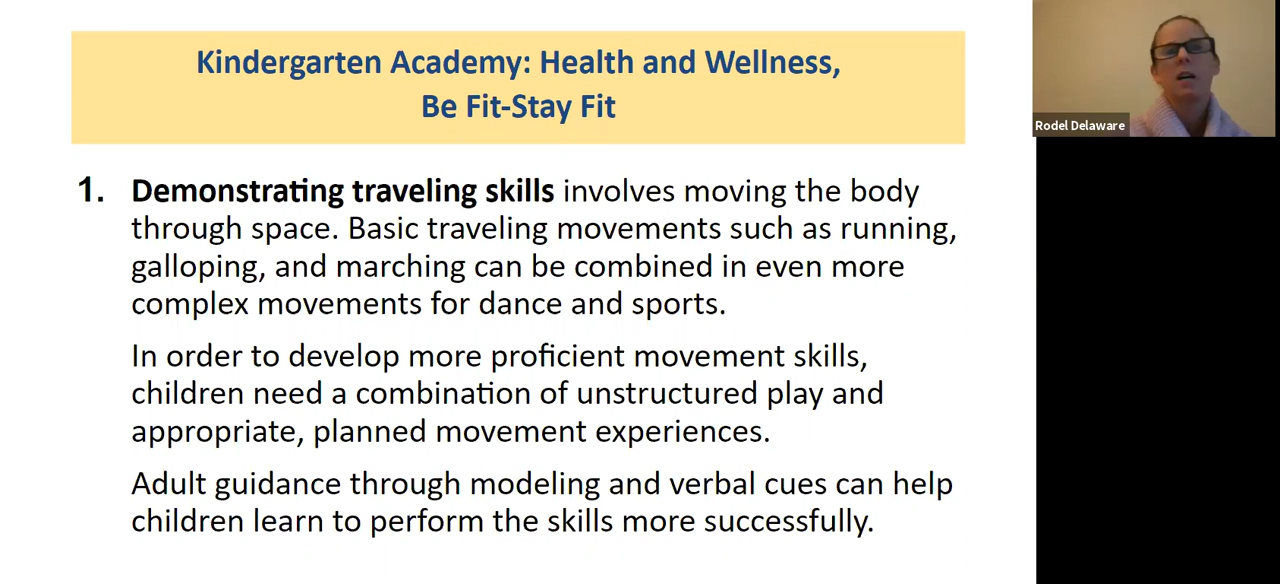 Kindergarten Academy: Health and Wellness,
Be Fit-Stay Fit
Rodel Delaware
1. Demonstrating traveling skills involves moving the body
through space. Basic traveling movements such as running,
galloping, and marching can be combined in even more
complex movements for dance and sports.
In order to develop more proficient movement skills,
children need a combination of unstructured play and
appropriate, planned movement experiences.
Adult guidance through modeling and verbal cues can help
children learn to perform the skills more successfully.